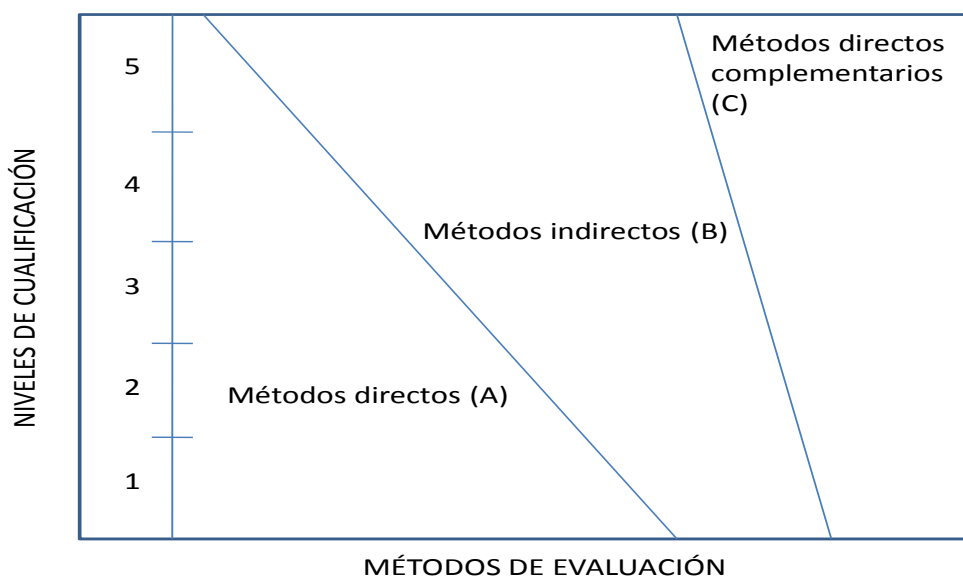 NIVELES DE CUALIFICACIÓN
5
4
3
2
1
Métodos directos
complementarios
(C)
Métodos indirectos (B)
Métodos directos (A)
MÉTODOS DE EVALUACIÓN